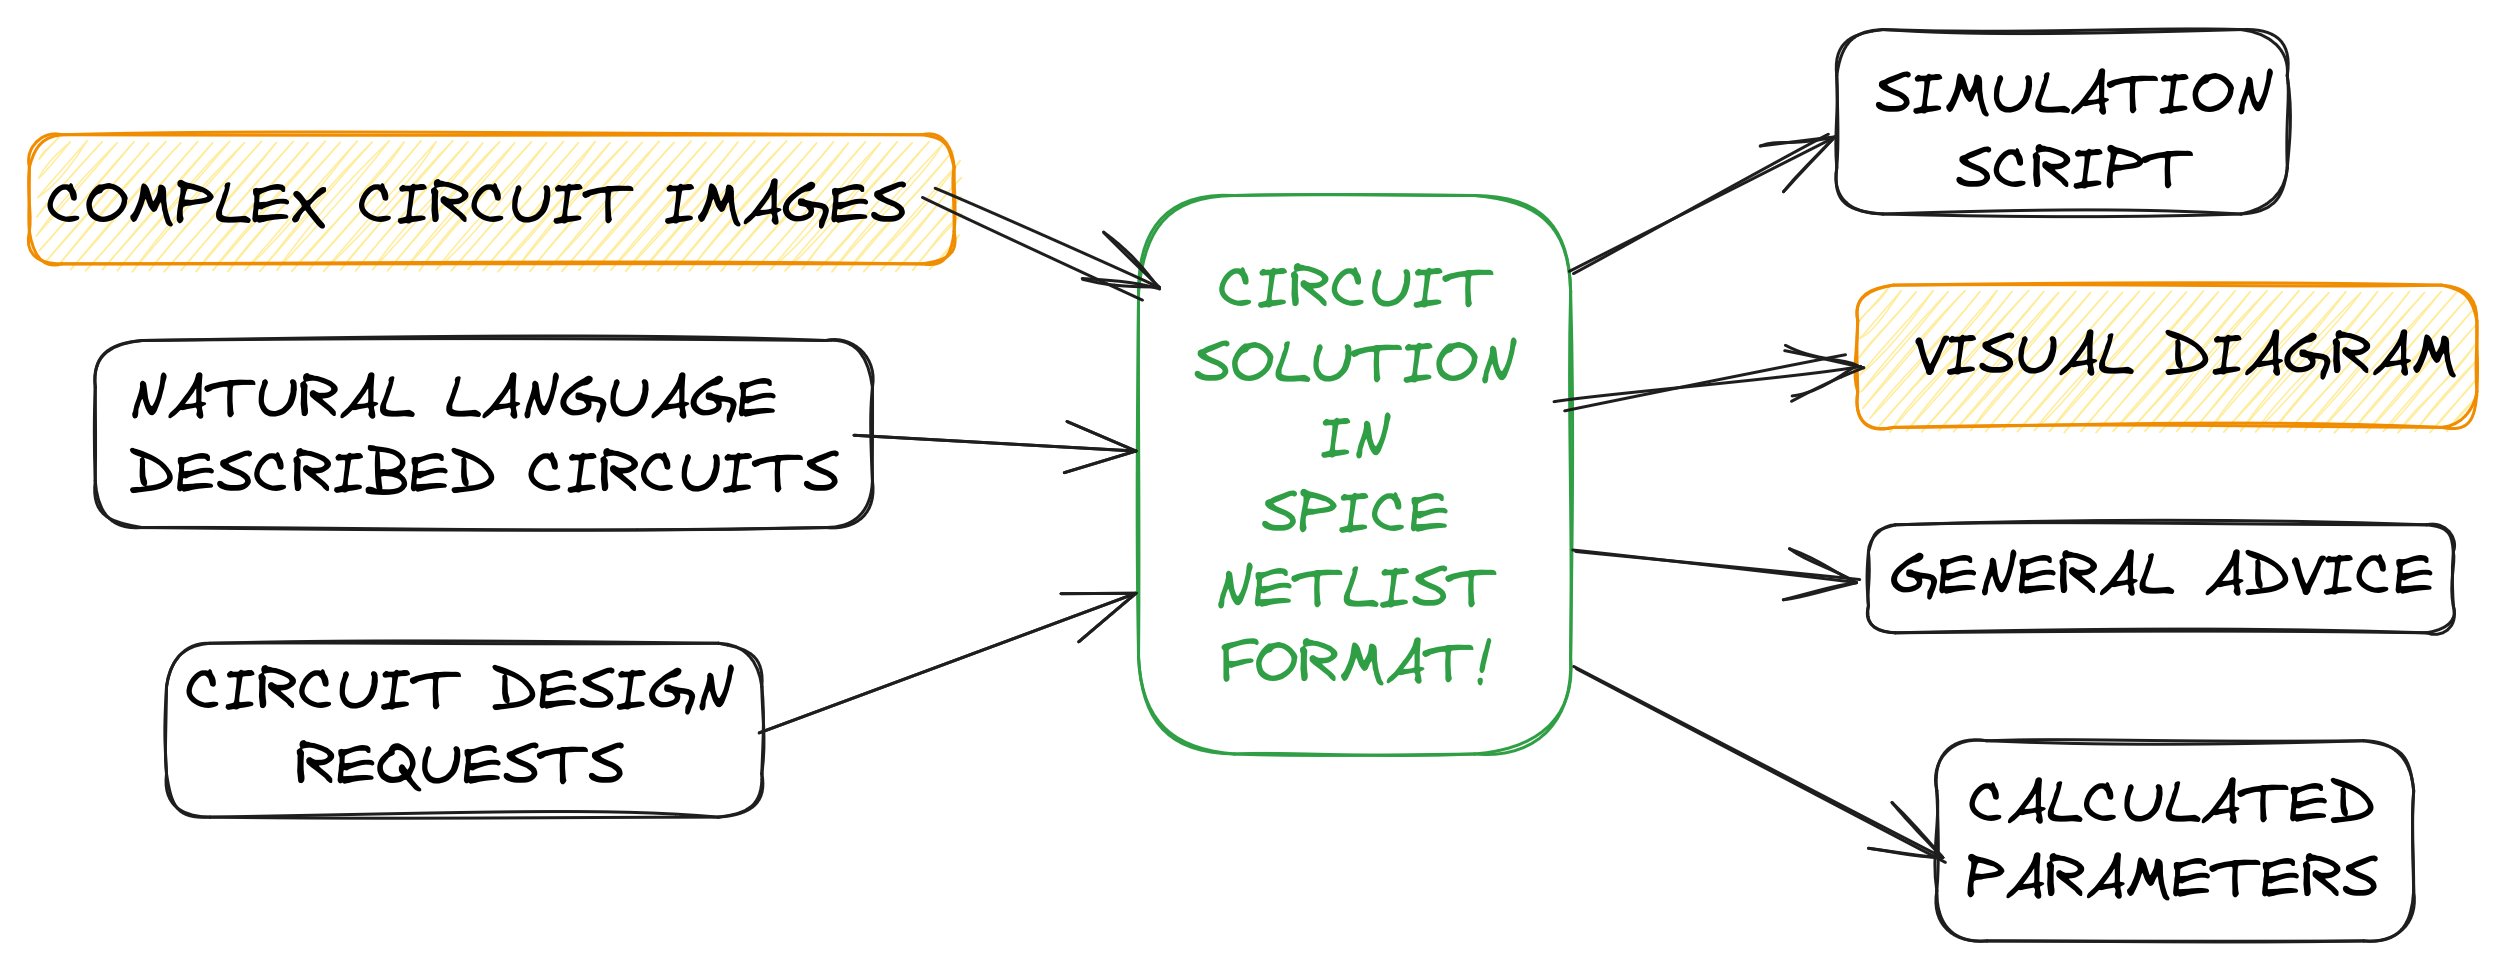 COMPLEX CIRCUIT IMAGES
NATURAL LANGUAGE
DESCRIBED CIRCUITS
CIRCUIT DESIGN
REQUESTS
CIRCUIT
SOLUTION
IN
SPICE
NETLIST
FORMAT!
SIMULATION
SCRIPT
VISUAL DIAGRAM
GENERAL ADVICE
CALCULATED
PARAMETERS